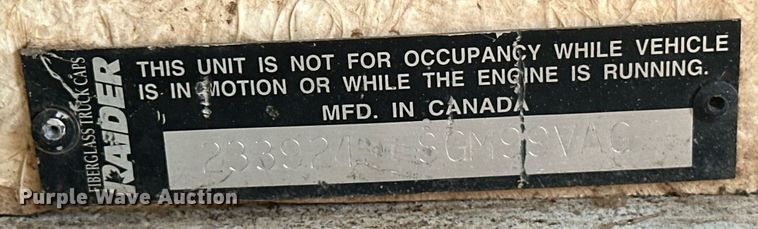 FIBERGLASS TRUCK CAPS
RAIDER
THIS UNIT IS NOT FOR OCCUPANCY WHILE VEHICLE
IS IN MOTION OR WHILE THE ENGINE IS RUNNING.
MFD. IN CANADA
Purple Wave Auction